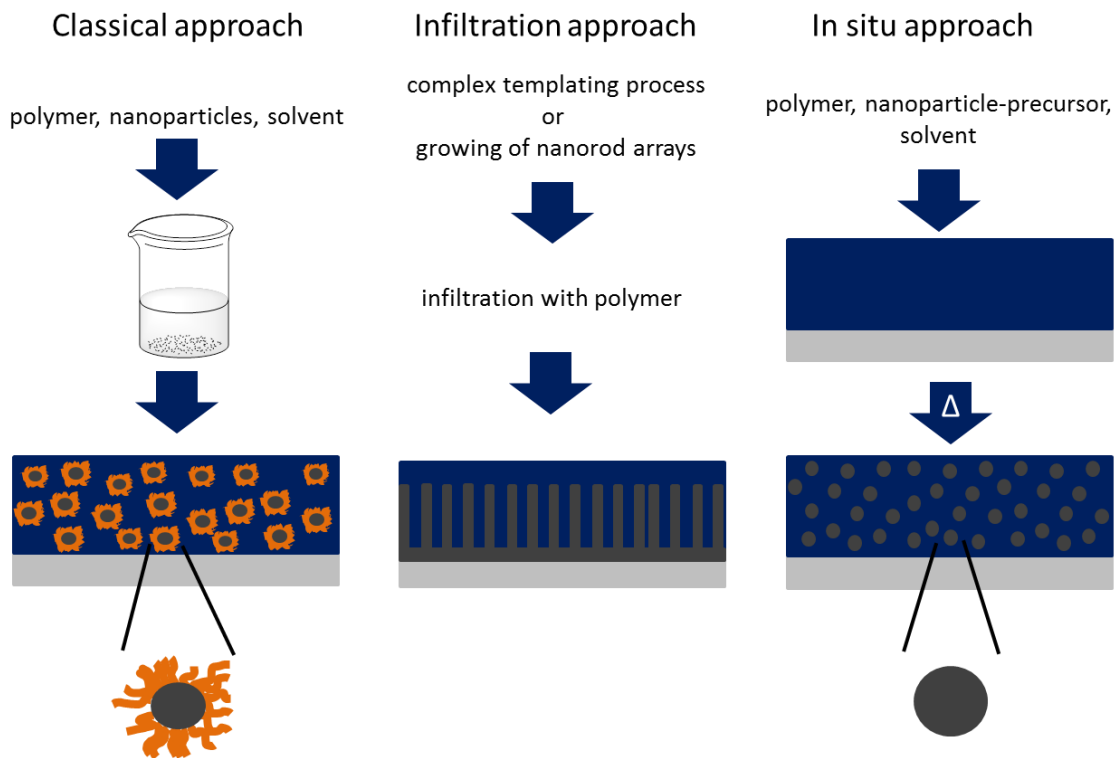 Classical approach
polymer, nanoparticles, solvent
Infiltration approach
complex templating process
or
growing of nanorod arrays
infiltration with polymer
In situ approach
polymer, nanoparticle-precursor,
solvent
Δ